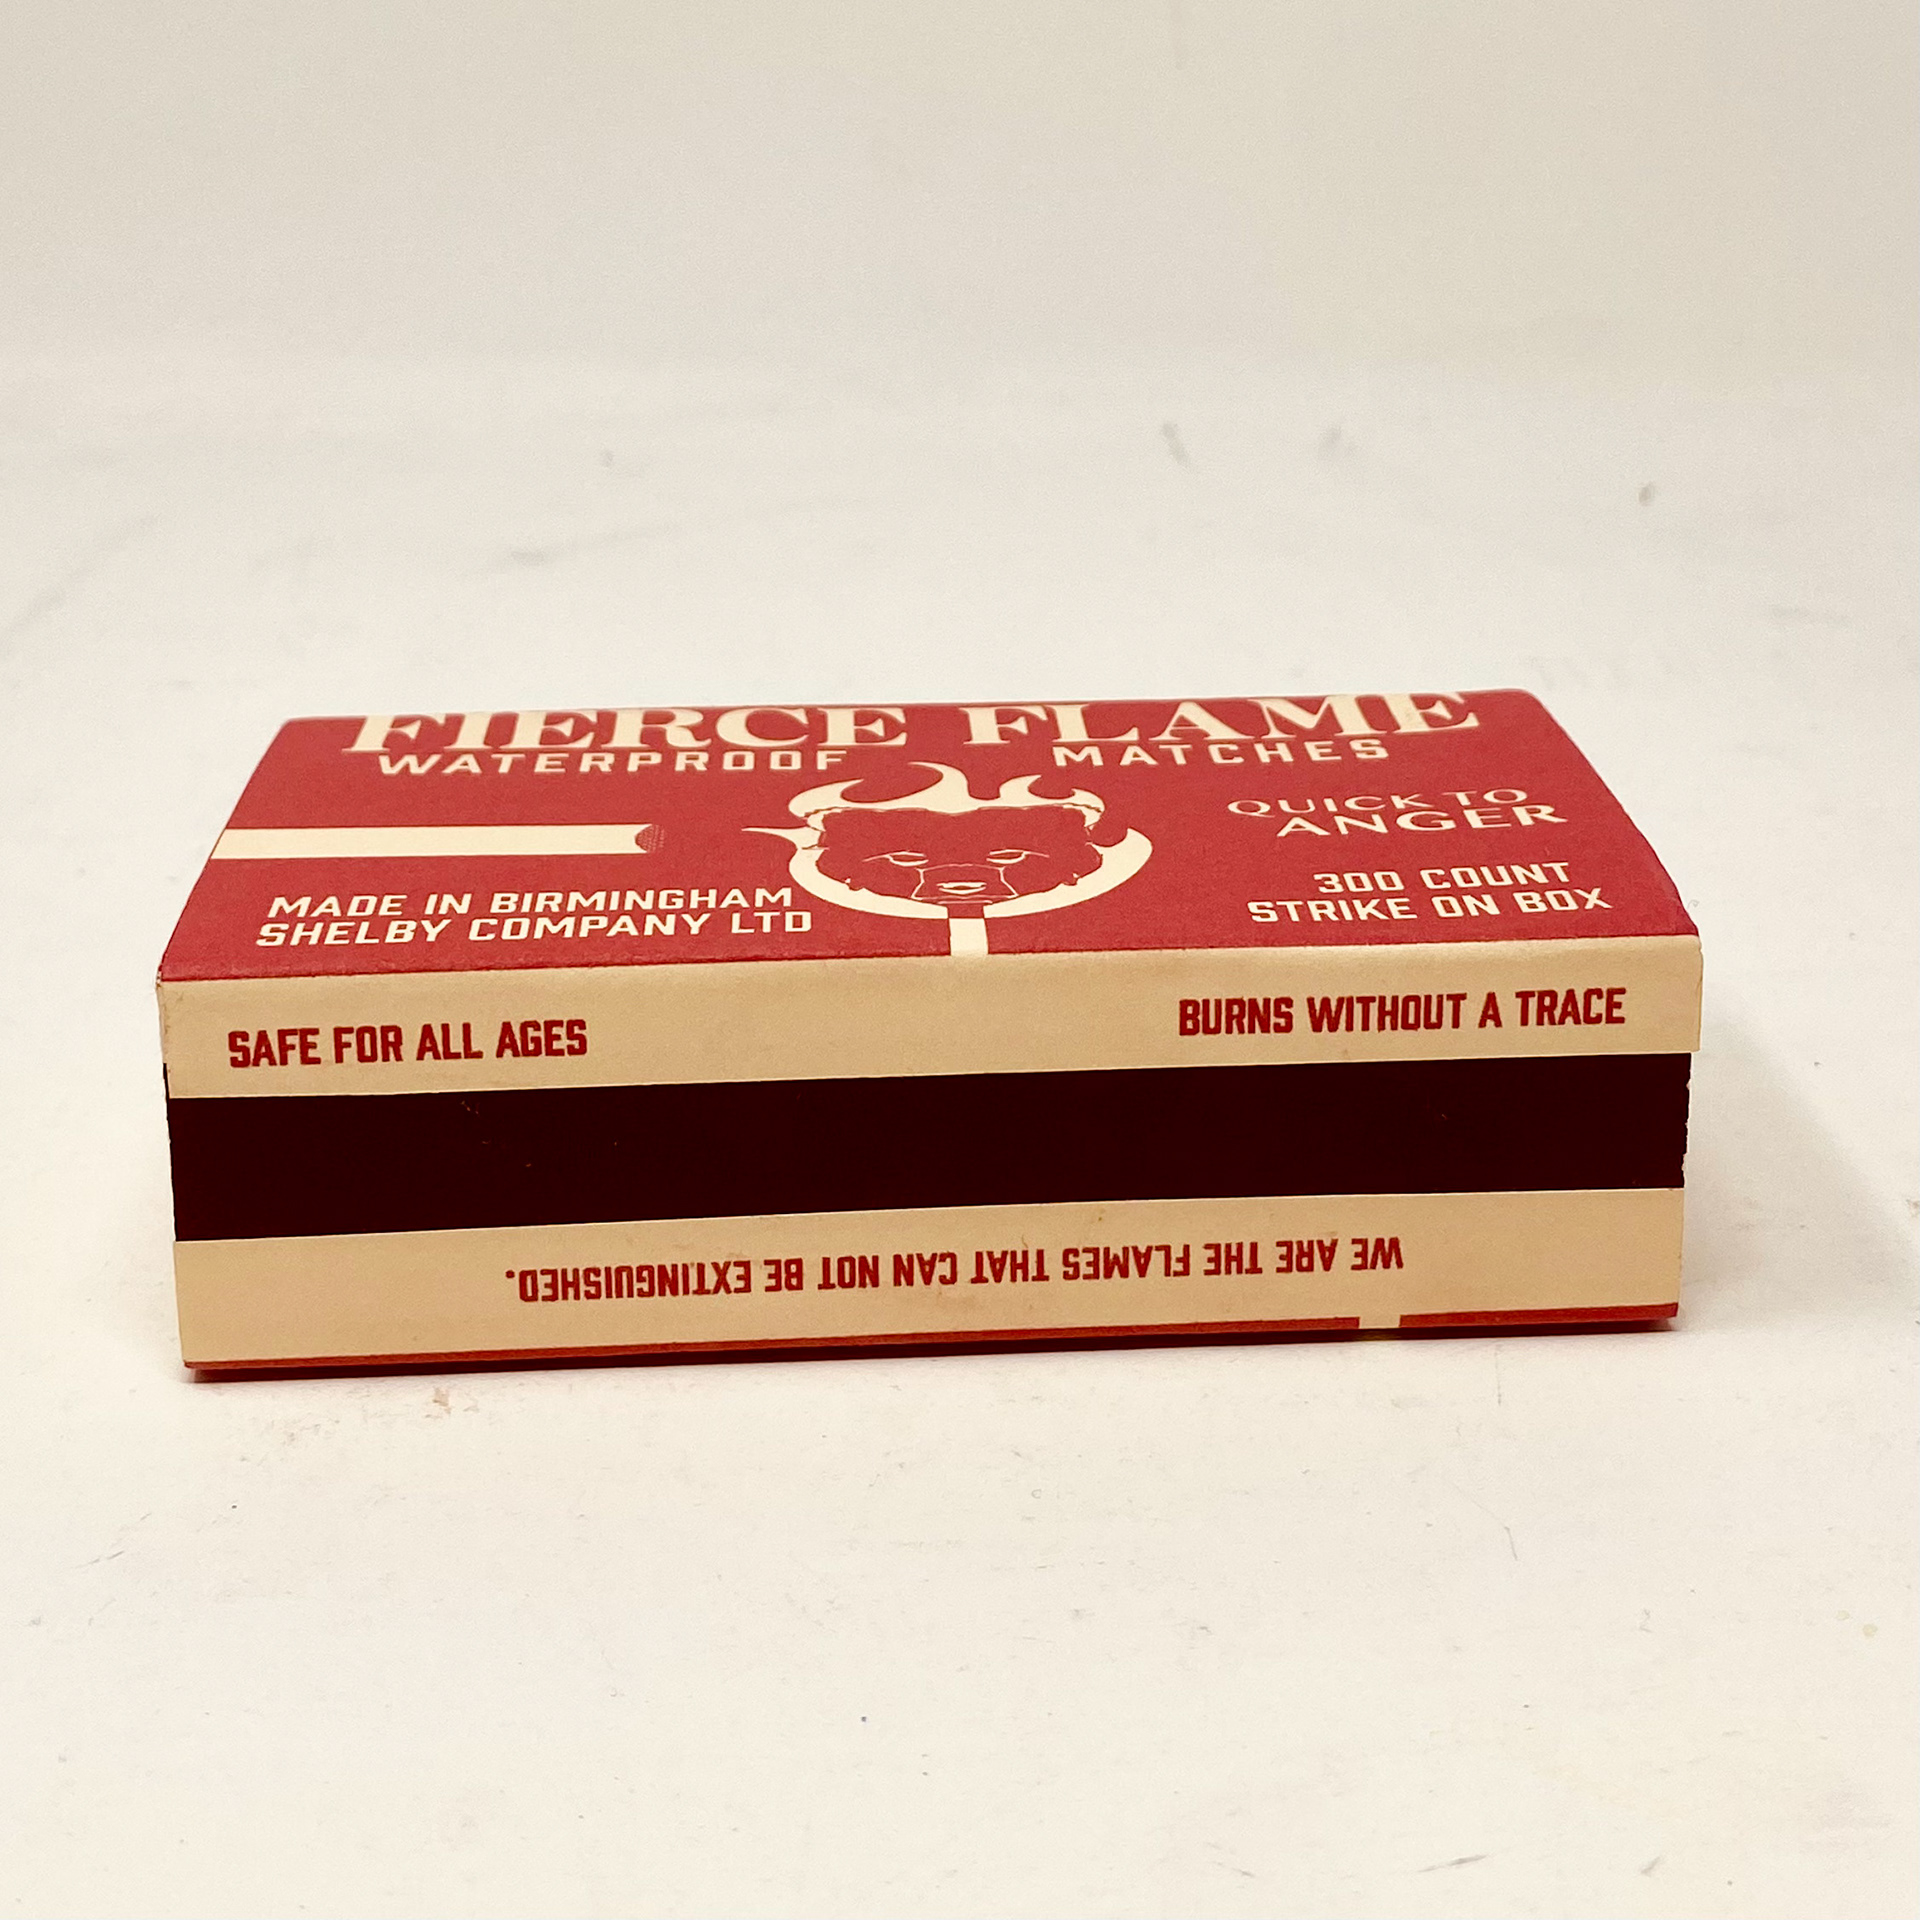 FIERCE FLAME
WATERPROOF MATCHES
QUICK TO
ANGER
MADE IN BIRMINGHAM
SHELBY COMPANY LTD
300 COUNT
STRIKE ON BOX
SAFE FOR ALL AGES
BURNS WITHOUT A TRACE
WE ARE THE FLAMES THAT CAN NOT BE EXTINGUISHED.